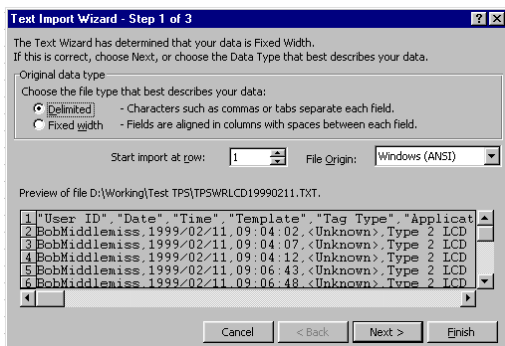 Text Import Wizard - Step 1 of 3
The Text Wizard has determined that your data is Fixed Width.
If this is correct, choose Next, or choose the Data Type that best describes your data.
Original data type
Choose the file type that best describes your data:
Delimited - Characters such as commas or tabs separate each field.
Fixed width - Fields are aligned in columns with spaces between each field.
Start import at row: 1 File Origin: Windows (ANSI)
Preview of file D:\Working\Test TPS\TPSWRLCD19990211.TXT.
1 "User ID","Date","Time","Template","Tag Type","Applicat
2 BobMiddlemiss,1999/02/11,09:04:02,<Unknown>,Type 2 LCD
3 BobMiddlemiss,1999/02/11,09:04:07,<Unknown>,Type 2 LCD
4 BobMiddlemiss,1999/02/11,09:04:12,<Unknown>,Type 2 LCD
5 BobMiddlemiss,1999/02/11,09:06:43,<Unknown>,Type 2 LCD
6 BobMiddlemiss,1999/02/11,09:06:48,<Unknown>,Type 2 LCD
Cancel < Back Next > Finish